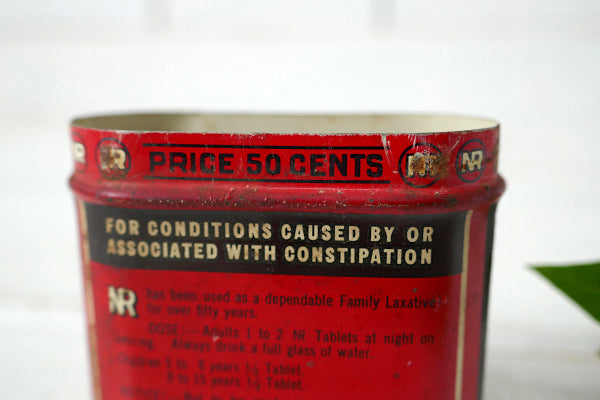 NR PRICE 50 CENTS NR NR
FOR CONDITIONS CAUSED BY OR
ASSOCIATED WITH CONSTIPATION
NR has been used as a dependable Family Laxative
for over fifty years.
DOSE:—Adults 1 to 2 NR Tablets at night on
retiring. Always drink a full glass of water.
Children 5 to 8 years ⅓ Tablet.
8 to 15 years ½ Tablet.